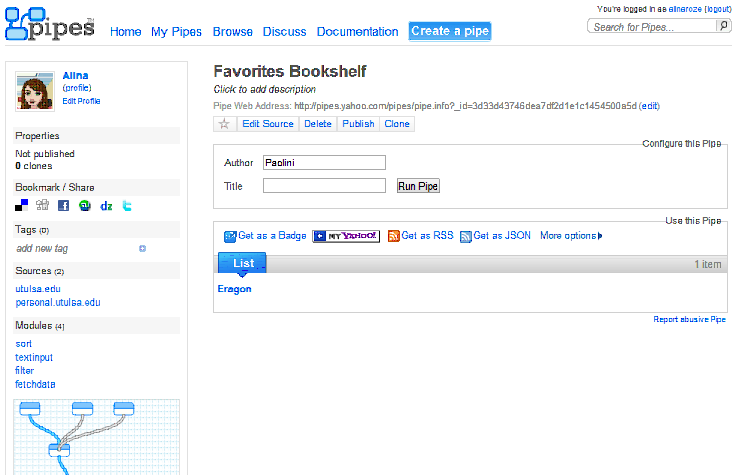 pipes™
You're logged in as alineroze (logout)
Home My Pipes Browse Discuss Documentation Create a pipe
Search for Pipes...
Alina
(profile)
Edit Profile
Properties
Not published
0 clones
Bookmark / Share
dz
Tags (0)
add new tag
Sources (2)
utulsa.edu
personal.utulsa.edu
Modules (4)
sort
textinput
filter
fetchdata
Favorites Bookshelf
Click to add description
Pipe Web Address: http://pipes.yahoo.com/pipes/pipe.info?_id=3d33d43746dea7df2d1e1c1454500e5d (edit)
Edit Source Delete Publish Clone
Configure this Pipe
Author Paolini
Title Run Pipe
Use this Pipe
Get as a Badge MY YAHOO! Get as RSS Get as JSON More options
List 1 item
Eragon
Report abusive Pipe